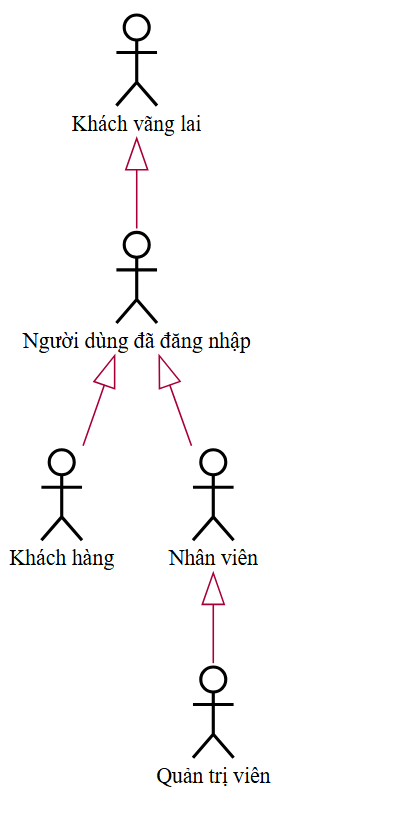 Khách vãng lai
Người dùng đã đăng nhập
Khách hàng
Nhân viên
Quản trị viên